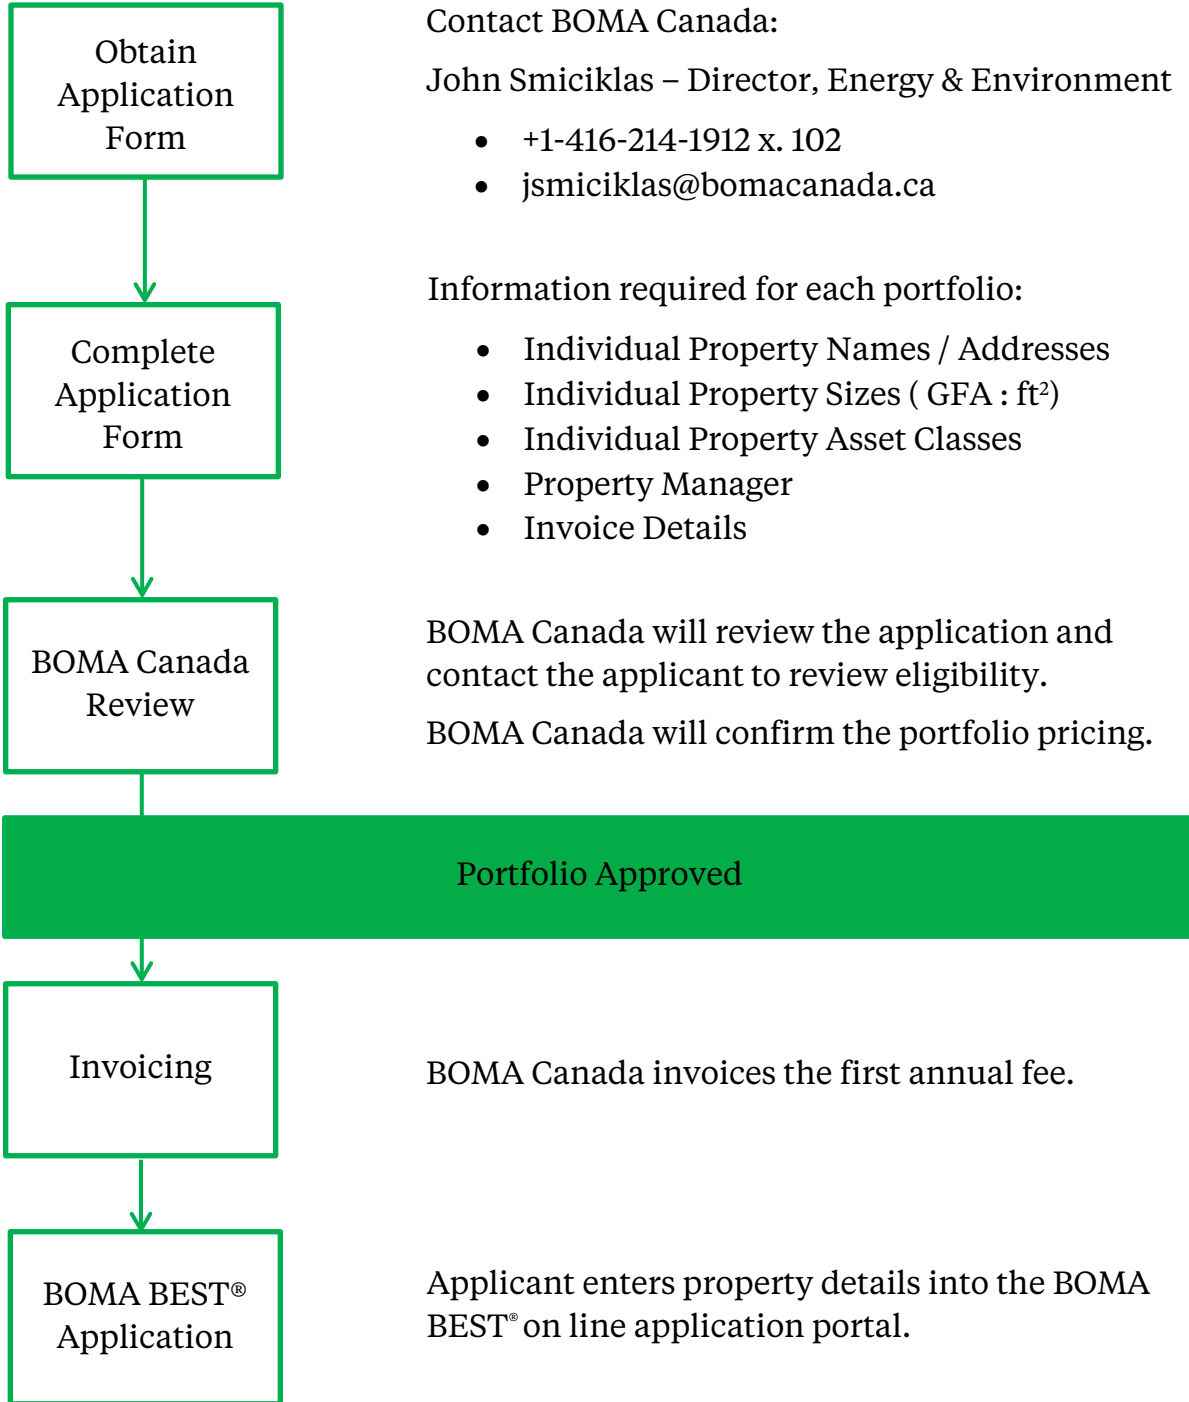 Obtain
Application
Form
Contact BOMA Canada:
John Smiciklas – Director, Energy & Environment
• +1-416-214-1912 x. 102
• jsmiciklas@bomacanada.ca
Complete
Application
Form
Information required for each portfolio:
• Individual Property Names / Addresses
• Individual Property Sizes ( GFA : ft²)
• Individual Property Asset Classes
• Property Manager
• Invoice Details
BOMA Canada
Review
BOMA Canada will review the application and
contact the applicant to review eligibility.
BOMA Canada will confirm the portfolio pricing.
Portfolio Approved
Invoicing
BOMA Canada invoices the first annual fee.
BOMA BEST®
Application
Applicant enters property details into the BOMA
BEST® on line application portal.